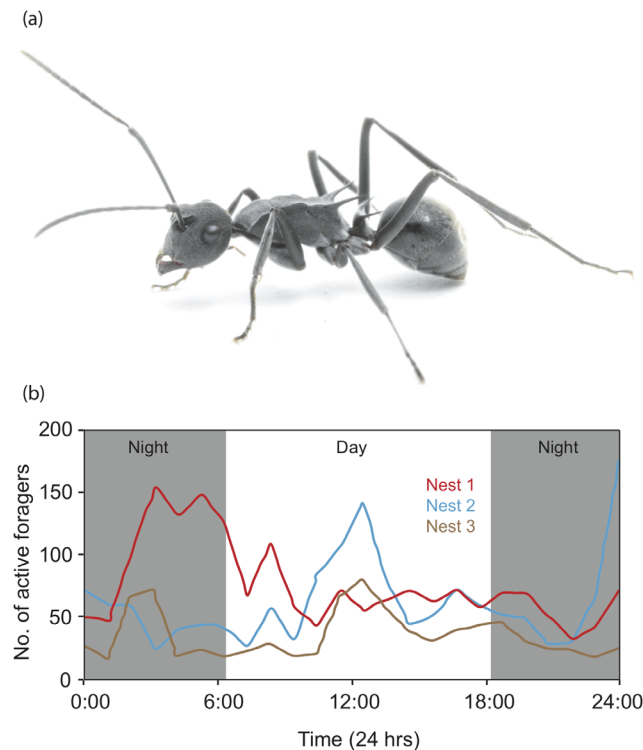 (a)
(b)
No. of active foragers
200
150
100
50
0
Night
Day
Night
Nest 1
Nest 2
Nest 3
0:00
6:00
12:00
18:00
24:00
Time (24 hrs)